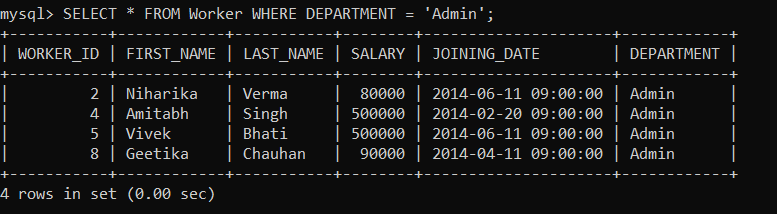 mysql> SELECT * FROM Worker WHERE DEPARTMENT = 'Admin';
+-----------+------------+-----------+--------+---------------------+------------+
| WORKER_ID | FIRST_NAME | LAST_NAME | SALARY | JOINING_DATE        | DEPARTMENT |
+-----------+------------+-----------+--------+---------------------+------------+
|         2 | Niharika   | Verma     |  80000 | 2014-06-11 09:00:00 | Admin      |
|         4 | Amitabh    | Singh     | 500000 | 2014-02-20 09:00:00 | Admin      |
|         5 | Vivek      | Bhati     | 500000 | 2014-06-11 09:00:00 | Admin      |
|         8 | Geetika    | Chauhan   |  90000 | 2014-04-11 09:00:00 | Admin      |
+-----------+------------+-----------+--------+---------------------+------------+
4 rows in set (0.00 sec)